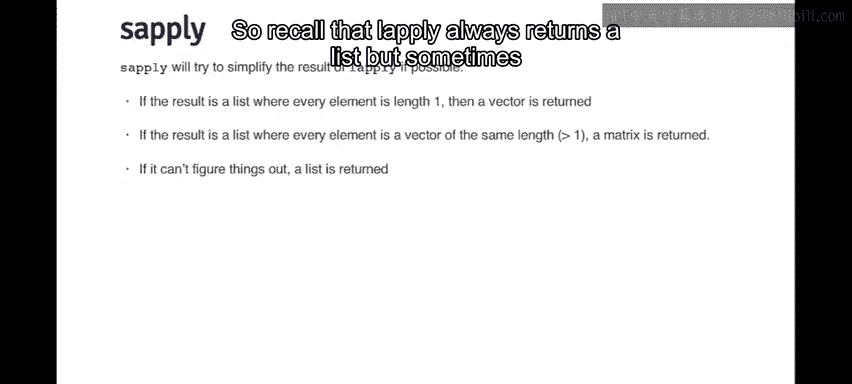 sapply
So recall that lapply always returns a
list but sometimes
sapply will try to simplify the result of lapply if possible.
· If the result is a list where every element is length 1, then a vector is returned
· If the result is a list where every element is a vector of the same length (> 1), a matrix is returned.
· If it can't figure things out, a list is returned